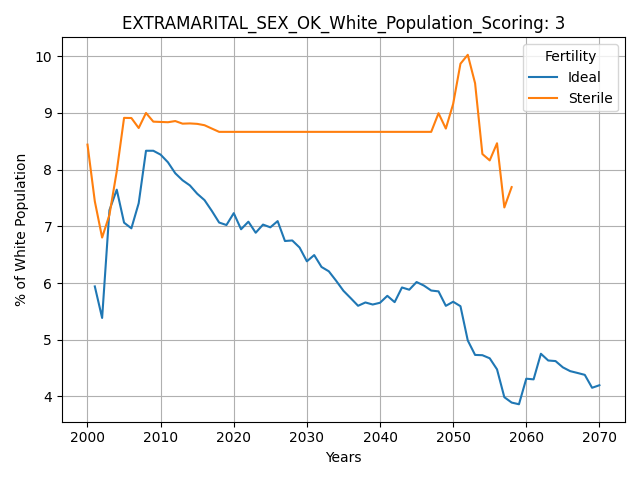 EXTRAMARITAL_SEX_OK_White_Population_Scoring: 3
Fertility
Ideal
Sterile
% of White Population
10
9
8
7
6
5
4
2000 2010 2020 2030 2040 2050 2060 2070
Years